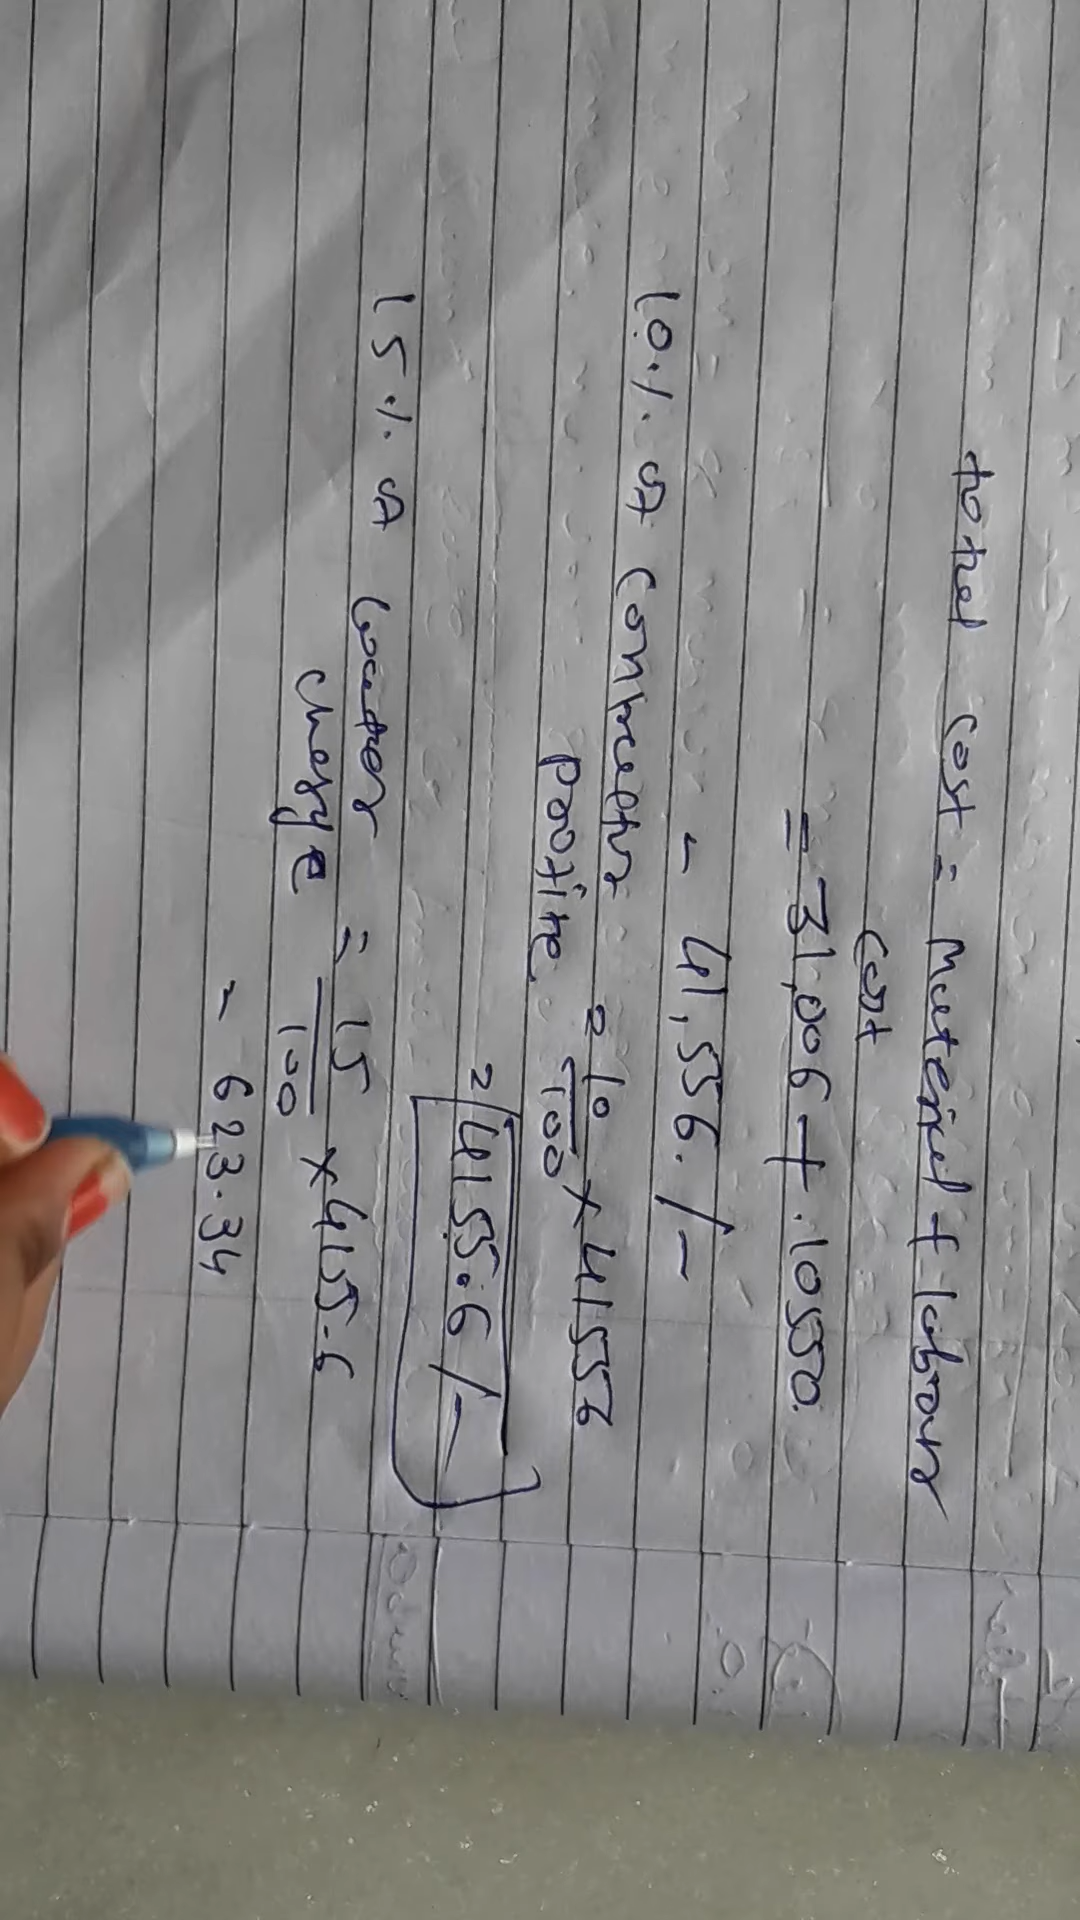 total cost = Material + labour
cost
= 31,006 + 10550.
- 41,556./-
10.%. of Contractor = 10/100 × 41556
Profite.
= 4155.6/-
15.%. of water = 15/100 × 4155.6
charge
= 623.34